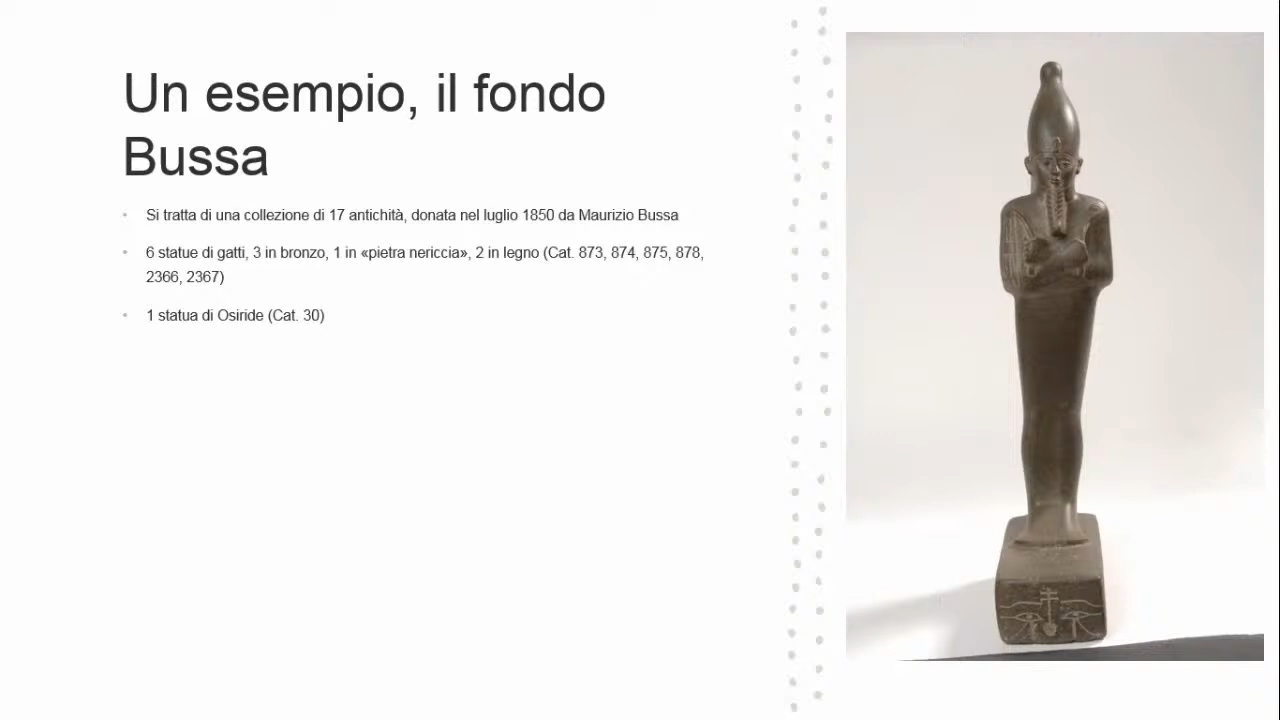 Un esempio, il fondo
Bussa
• Si tratta di una collezione di 17 antichità, donata nel luglio 1850 da Maurizio Bussa
• 6 statue di gatti, 3 in bronzo, 1 in «pietra nericcia», 2 in legno (Cat. 873, 874, 875, 878,
2366, 2367)
• 1 statua di Osiride (Cat. 30)